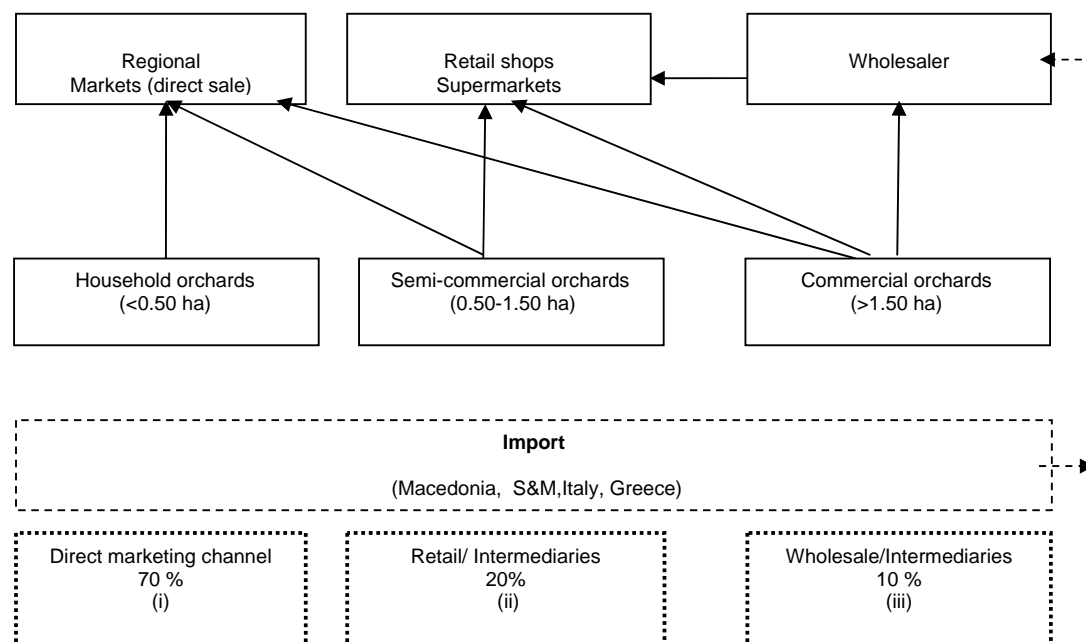 Regional
Markets (direct sale)
Retail shops
Supermarkets
Wholesaler
Household orchards
(<0.50 ha)
Semi-commercial orchards
(0.50-1.50 ha)
Commercial orchards
(>1.50 ha)
Import
(Macedonia, S&M,Italy, Greece)
Direct marketing channel
70 %
(i)
Retail/ Intermediaries
20%
(ii)
Wholesale/Intermediaries
10 %
(iii)